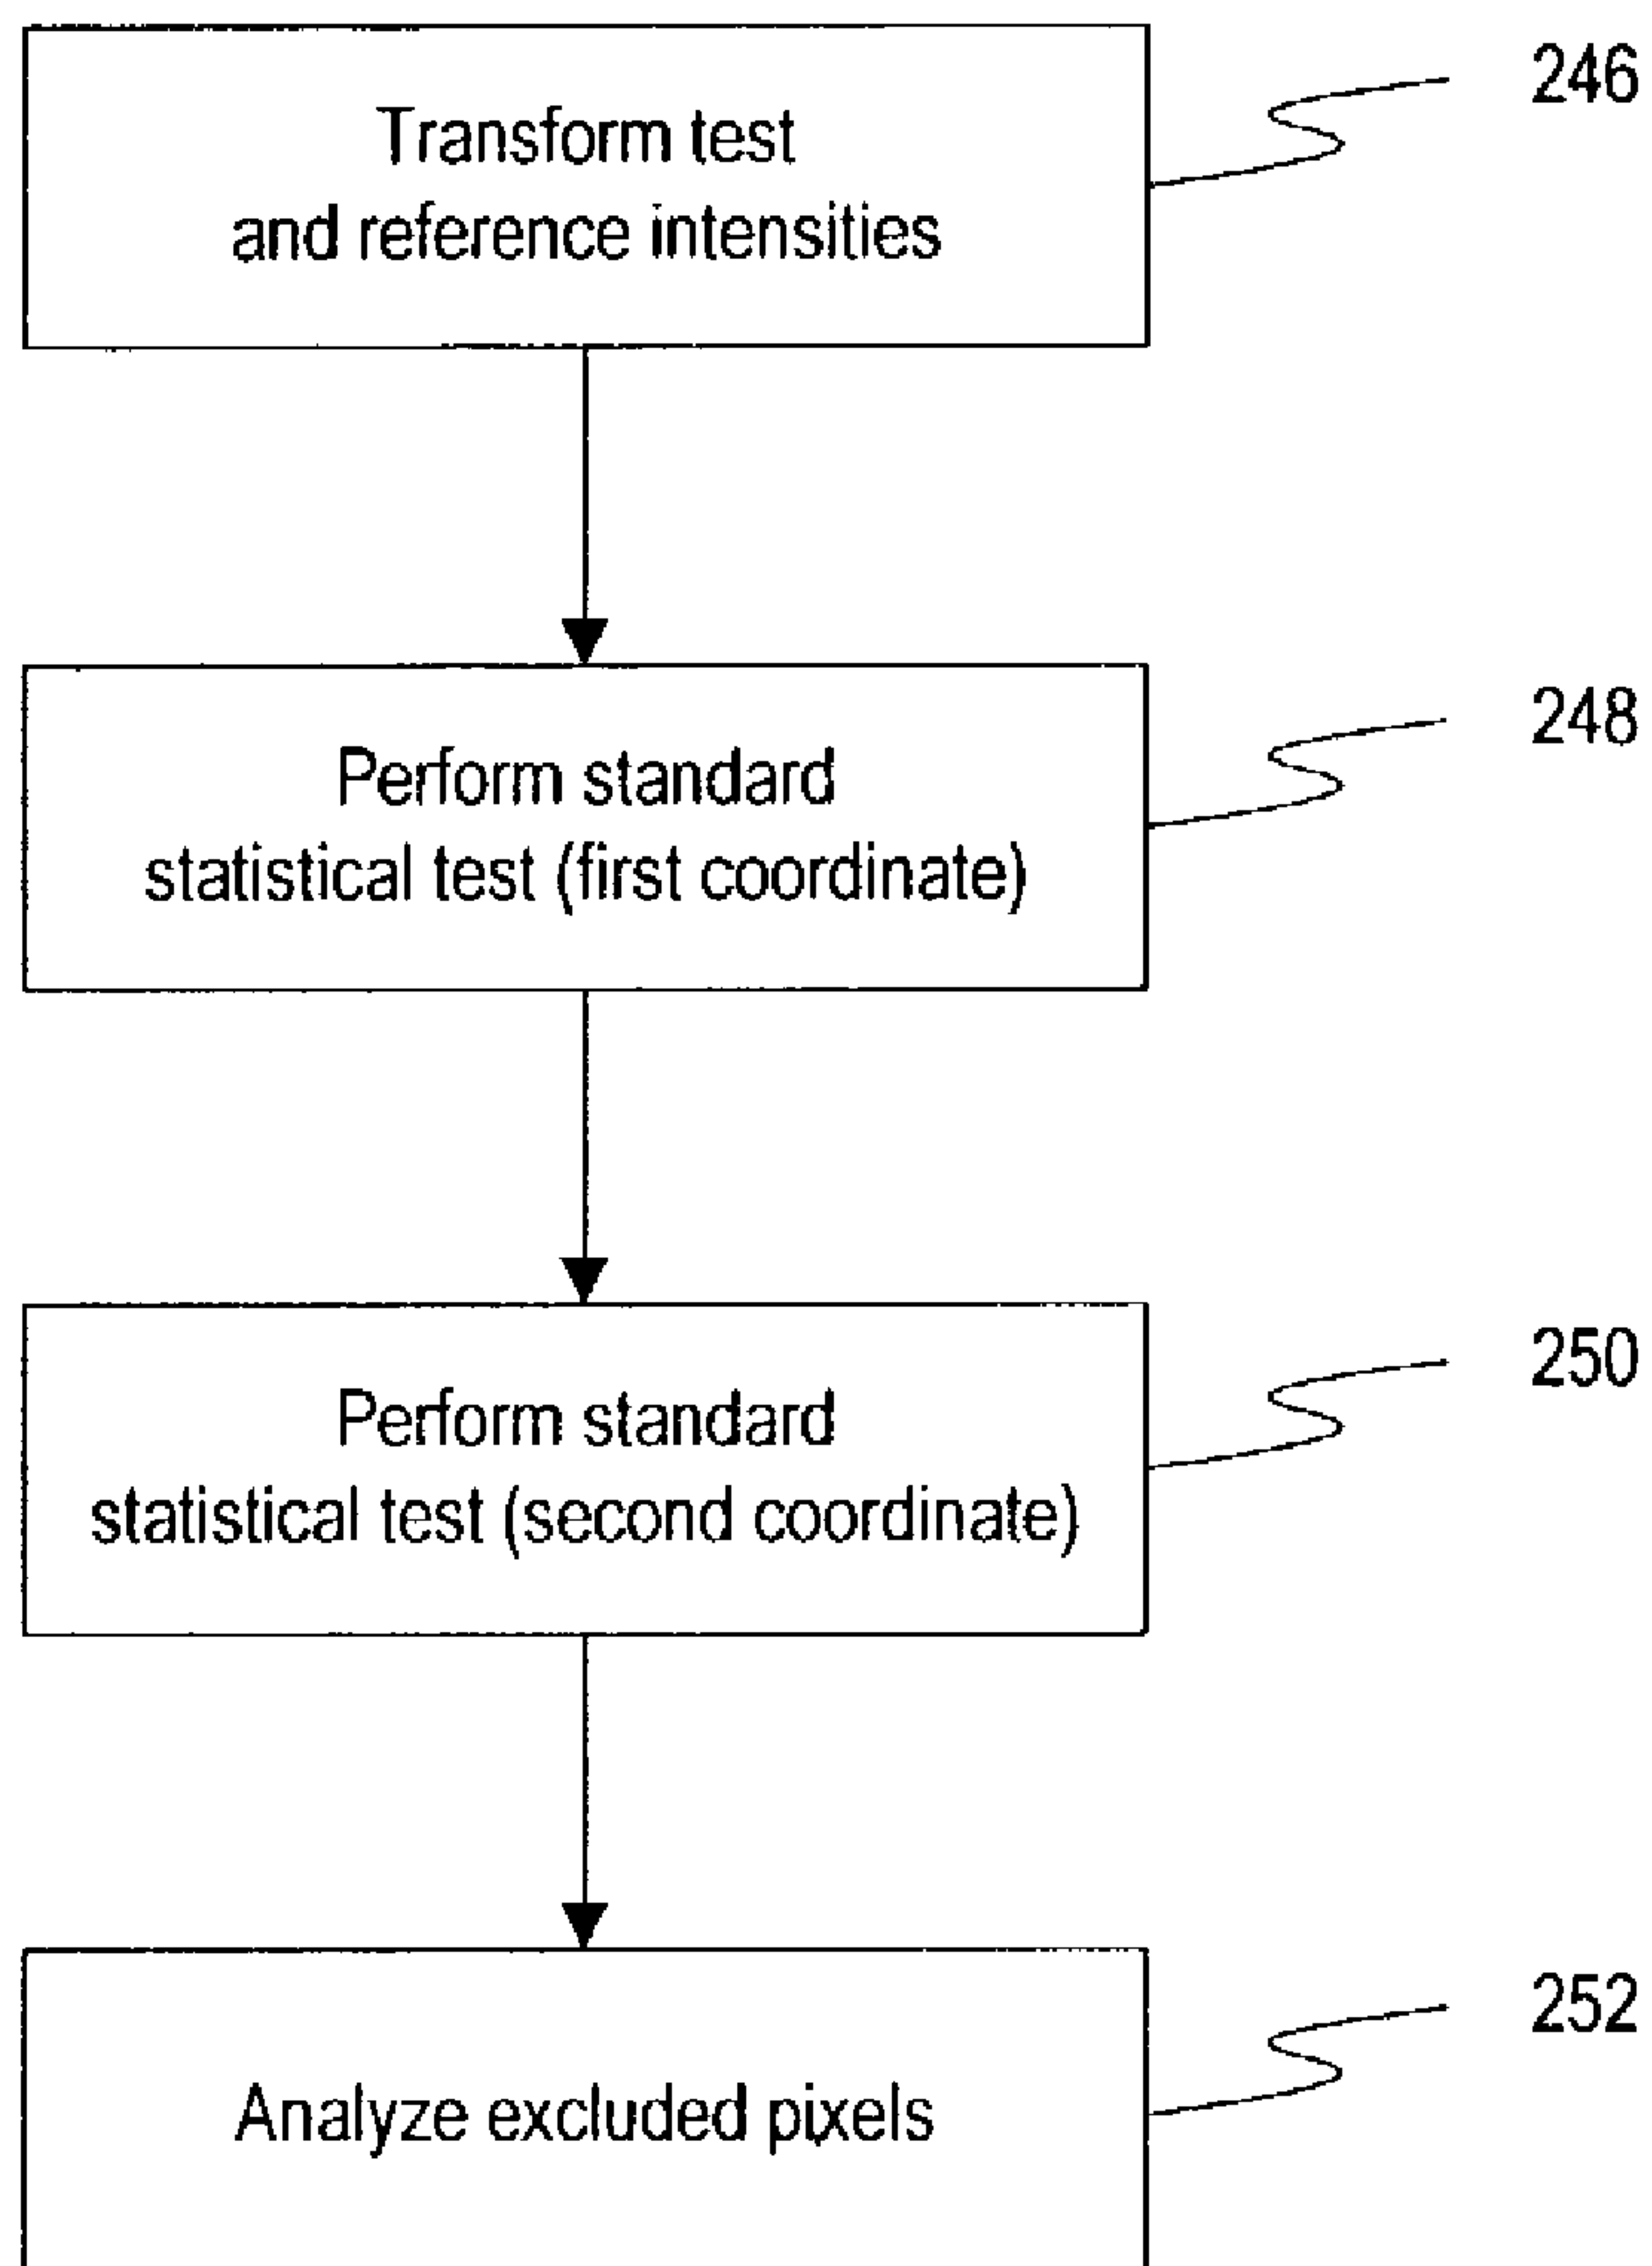 Transform test
and reference intensities
246
Perform standard
statistical test (first coordinate)
248
Perform standard
statistical test (second coordinate)
250
Analyze excluded pixels
252